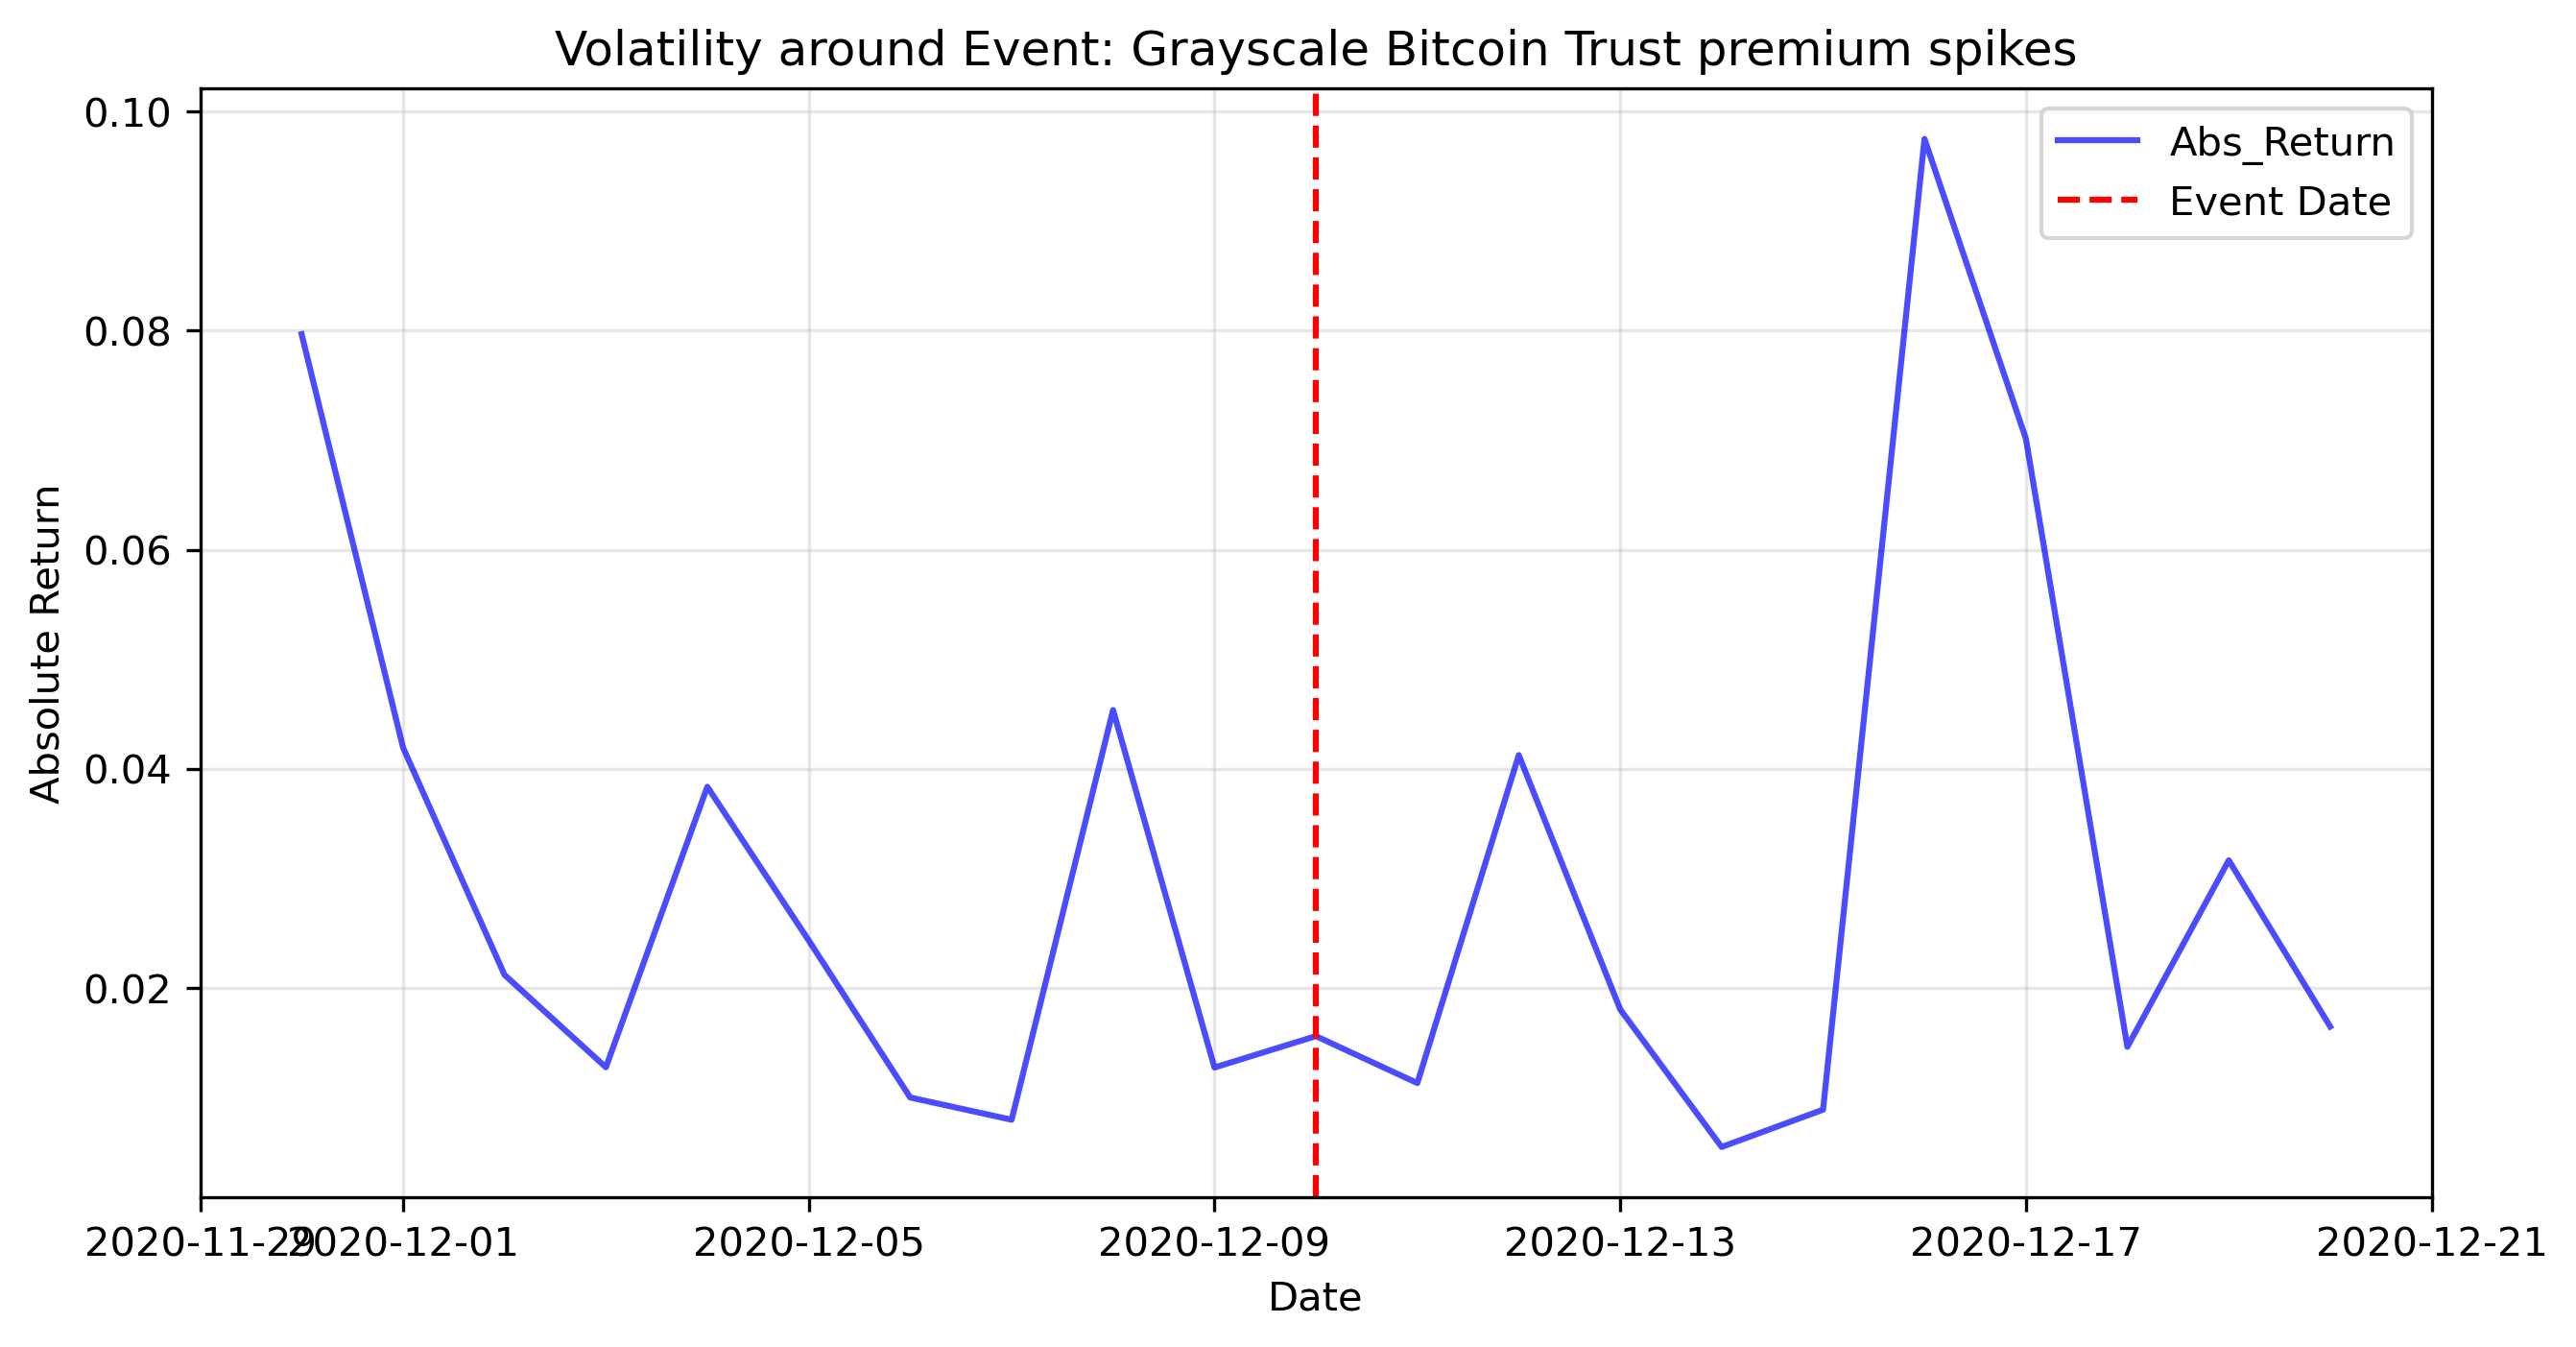 Volatility around Event: Grayscale Bitcoin Trust premium spikes
Abs_Return
Event Date
Absolute Return
0.10
0.08
0.06
0.04
0.02
2020-11-29 2020-12-01 2020-12-05 2020-12-09 2020-12-13 2020-12-17 2020-12-21
Date